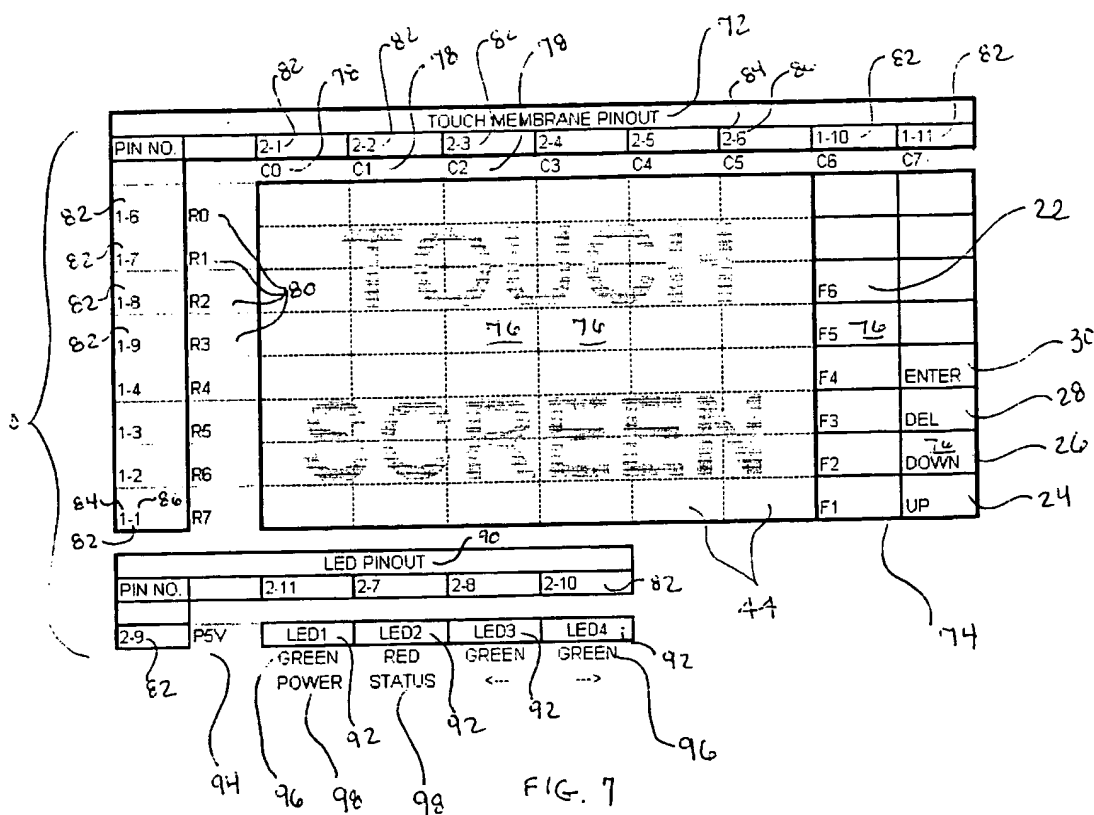 82 82 82 78 72
82 78 78 84 86 82 82
TOUCH MEMBRANE PINOUT
PIN NO. 2-1 2-2 2-3 2-4 2-5 2-6 1-10 1-11
C0 C1 C2 C3 C4 C5 C6 C7
82 1-6 R0 22
TOUCH
82 1-7 R1
82 1-8 R2 80 F6
82 1-9 R3 76 76 F5 76
1-4 R4 F4 ENTER
28
1-3 R5 F3 DEL
SCREEN
76 26
1-2 R6 F2 DOWN
84 86 24
1-1 R7 F1 UP
82
LED PINOUT 90
PIN NO. 2-11 2-7 2-8 2-10 82
44 74
2-9 P5V LED1 LED2 LED3 LED4 92
82 GREEN RED GREEN GREEN
POWER STATUS <--- --->
94 96 98 92 98 92 92 96
FIG. 7